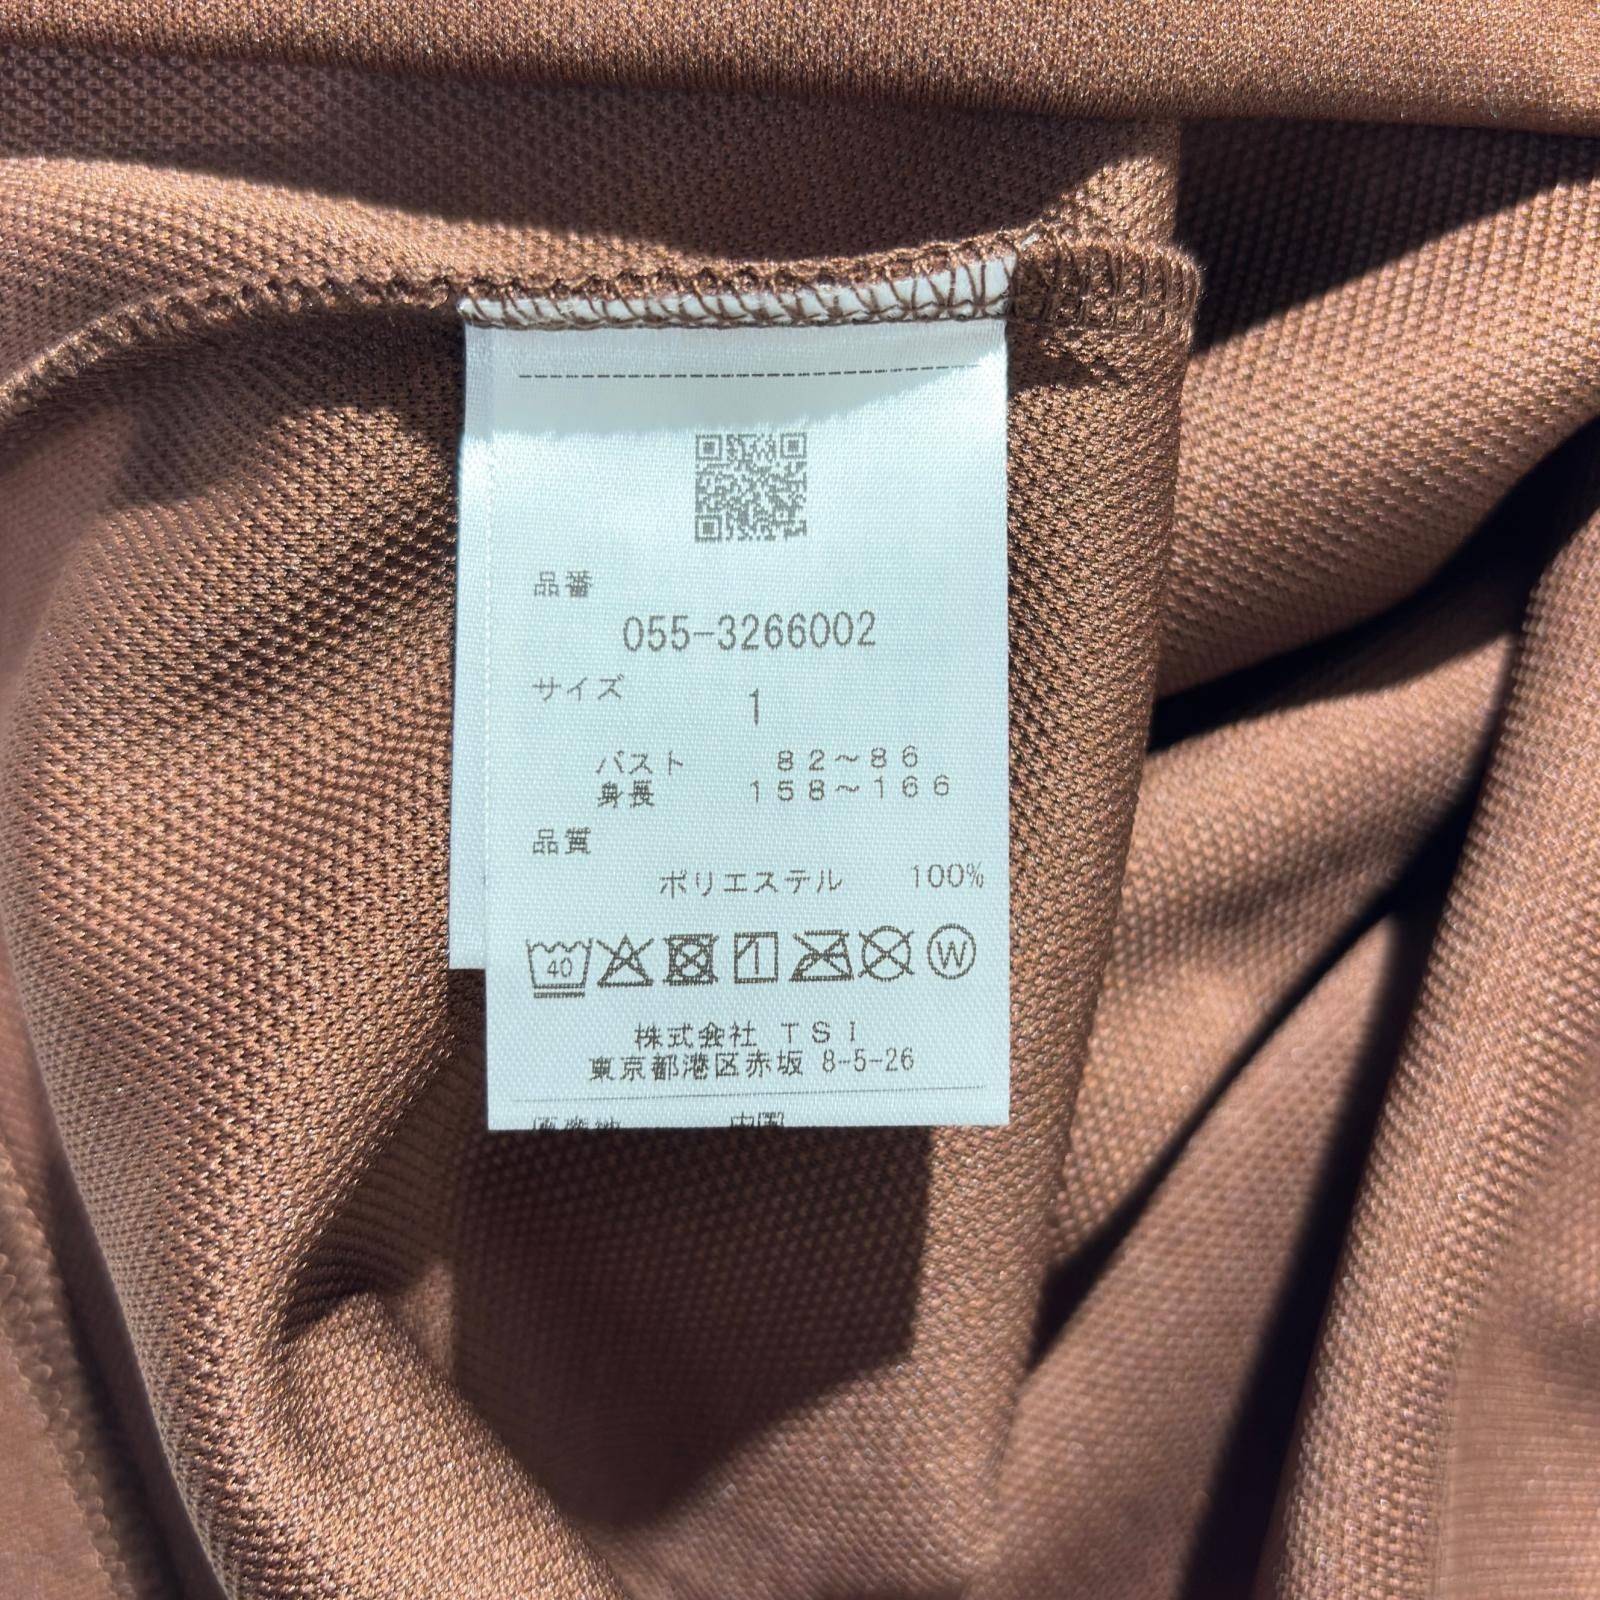 品番
055-3266002
サイズ 1
バスト 82～86
身長 158～166
品質
ポリエステル 100%
40
1
W
株式会社 TSI
東京都港区赤坂 8-5-26